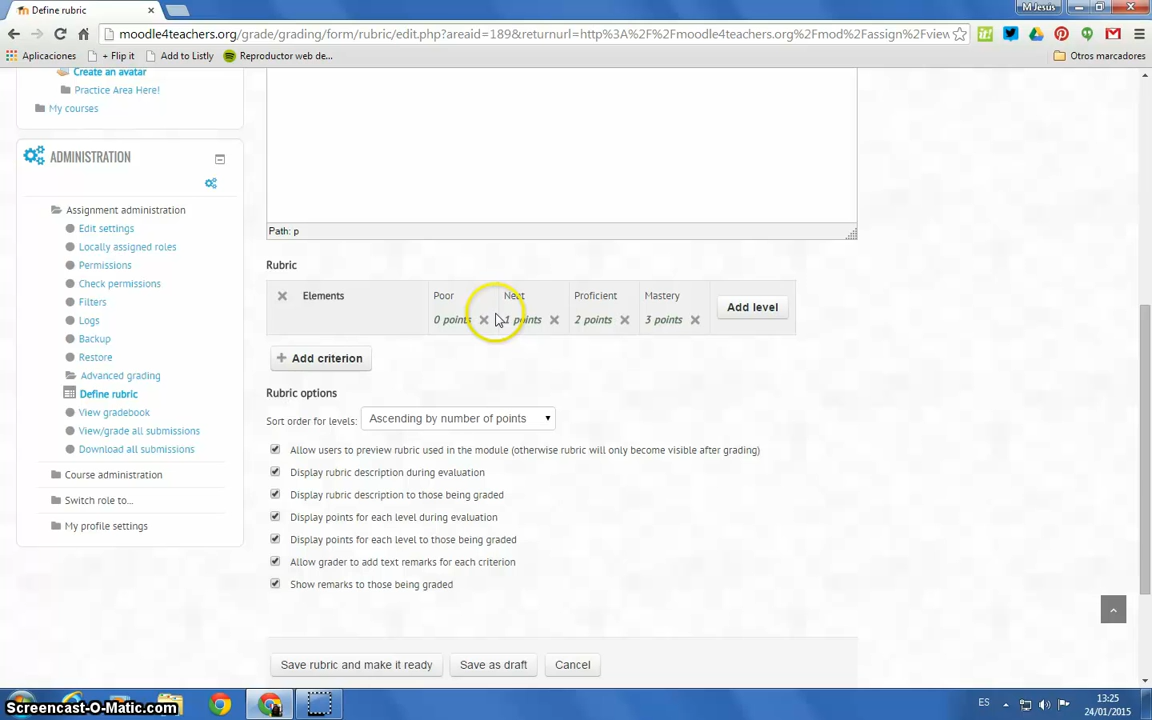 Define rubric
M Jesus
moodle4teachers.org/grade/grading/form/rubric/edit.php?areaid=189&returnurl=http%3A%2F%2Fmoodle4teachers.org%2Fmod%2Fassign%2Fview
Aplicaciones + Flip it Add to Listly Reproductor web de... Otros marcadores
Create an avatar
Practice Area Here!
My courses
ADMINISTRATION
Assignment administration
Edit settings
Locally assigned roles
Permissions
Check permissions
Filters
Logs
Backup
Restore
Advanced grading
Define rubric
View gradebook
View/grade all submissions
Download all submissions
Course administration
Switch role to...
My profile settings
Path: p
Rubric
Elements Poor Neat Proficient Mastery Add level
0 points 1 points 2 points 3 points
+ Add criterion
Rubric options
Sort order for levels: Ascending by number of points
Allow users to preview rubric used in the module (otherwise rubric will only become visible after grading)
Display rubric description during evaluation
Display rubric description to those being graded
Display points for each level during evaluation
Display points for each level to those being graded
Allow grader to add text remarks for each criterion
Show remarks to those being graded
Save rubric and make it ready Save as draft Cancel
Screencast-O-Matic.com
ES
13:25
24/01/2015